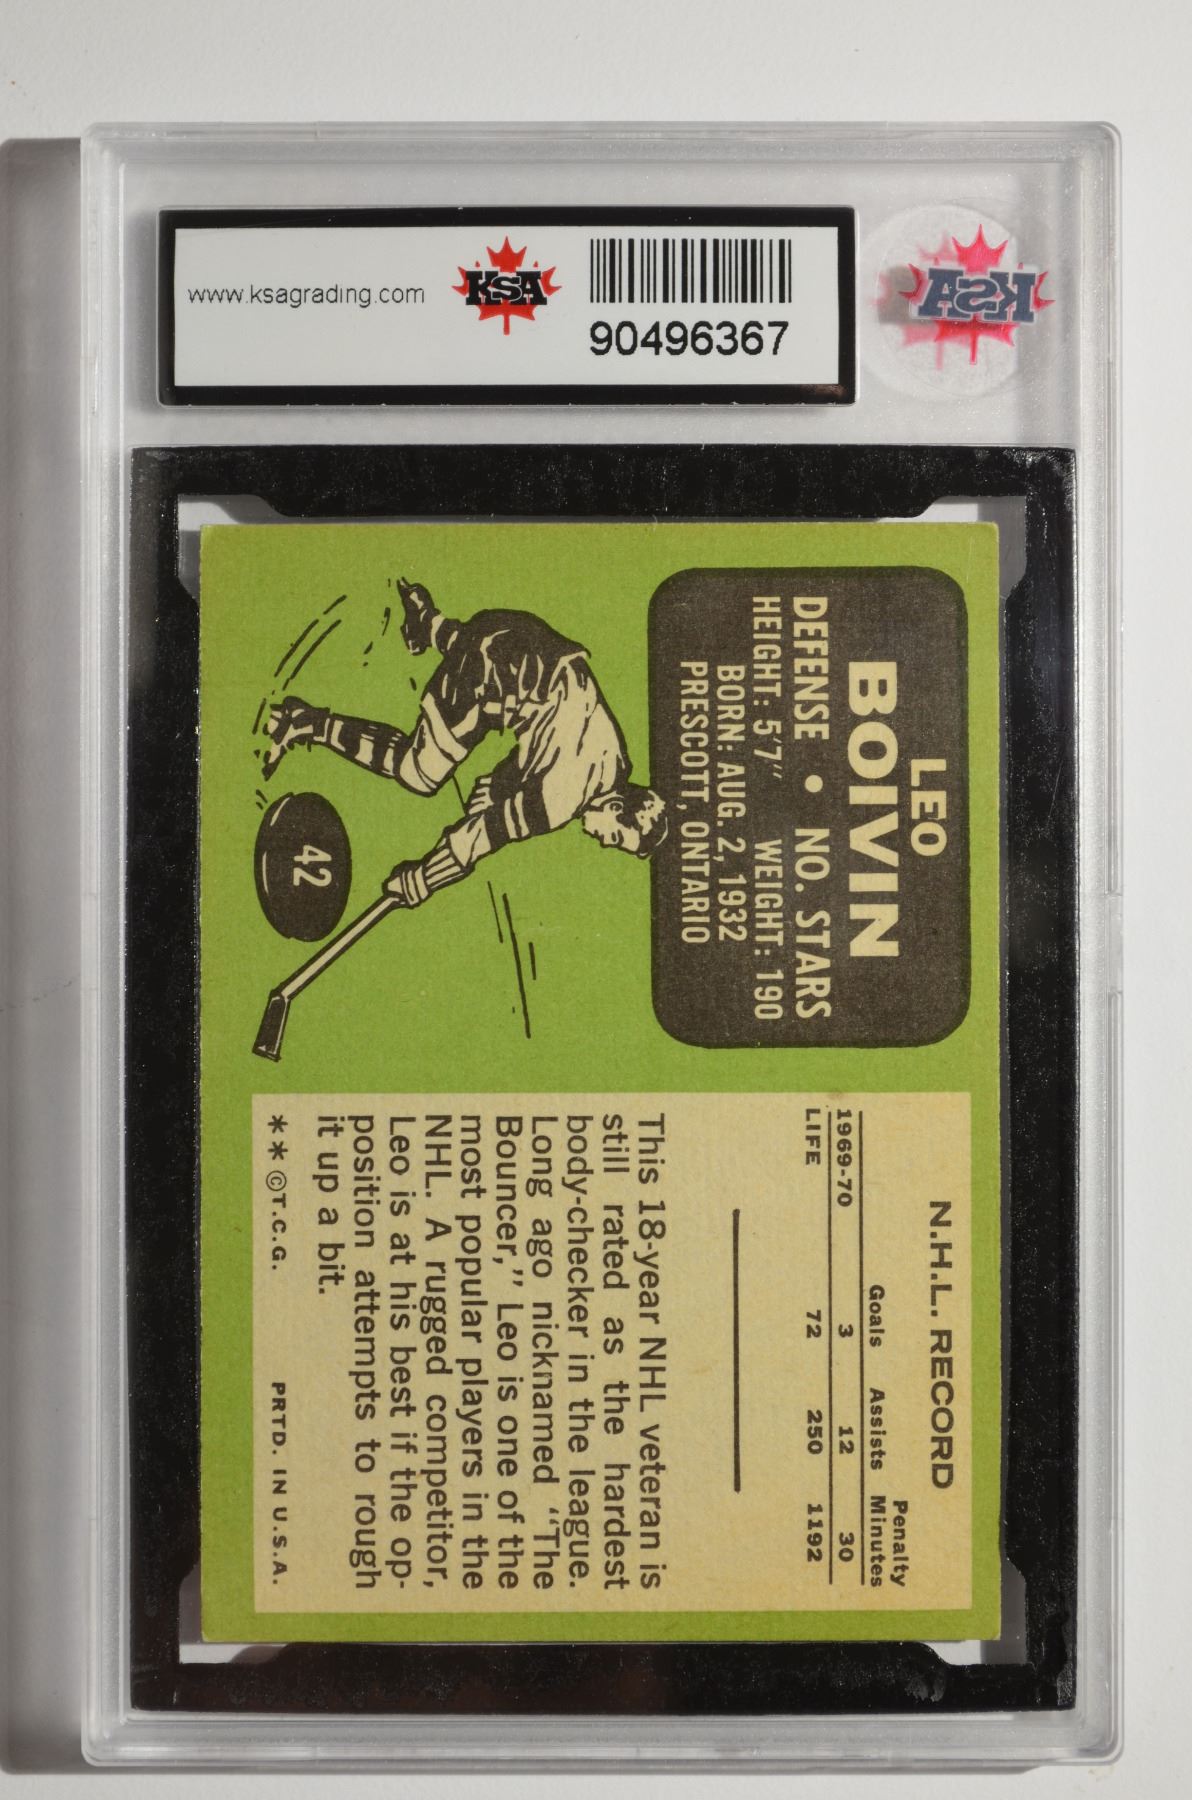 www.ksagrading.com
KSA
90496367
KSA
LEO
BOIVIN
DEFENSE • NO. STARS
HEIGHT: 5'7" WEIGHT: 190
BORN: AUG. 2, 1932
PRESCOTT, ONTARIO
42
N.H.L. RECORD
Penalty
Goals Assists Minutes
1969-70 3 12 30
LIFE 72 250 1192
This 18-year NHL veteran is
still rated as the hardest
body-checker in the league.
Long ago nicknamed "The
Bouncer," Leo is one of the
most popular players in the
NHL. A rugged competitor,
Leo is at his best if the op-
position attempts to rough
it up a bit.
** ©T.C.G. PRTD. IN U.S.A.